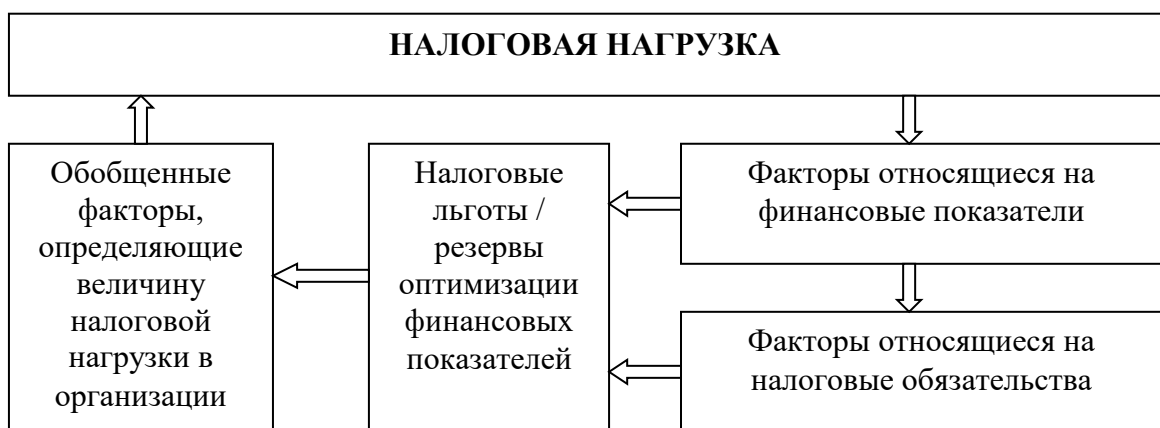 НАЛОГОВАЯ НАГРУЗКА
Обобщенные
факторы,
определяющие
величину
налоговой
нагрузки в
организации
Налоговые
льготы /
резервы
оптимизации
финансовых
показателей
Факторы относящиеся на
финансовые показатели
Факторы относящиеся на
налоговые обязательства